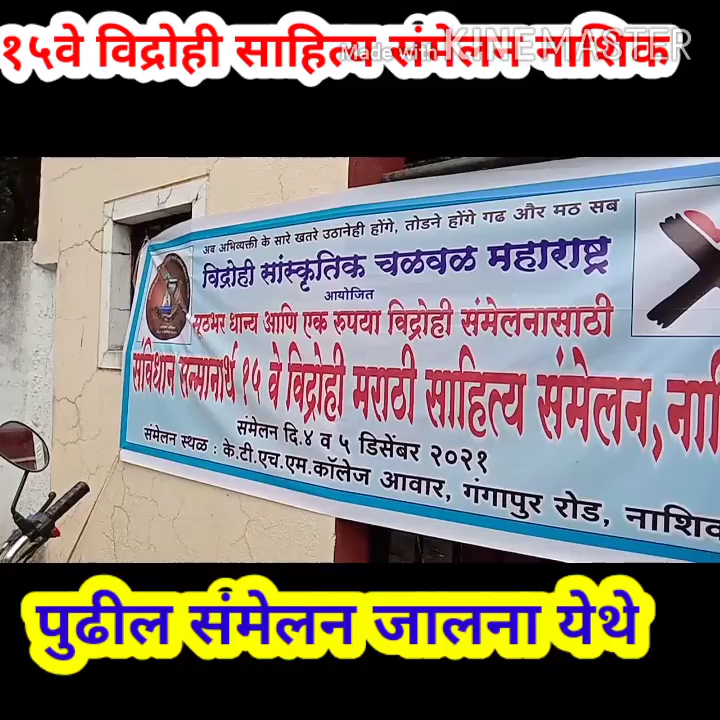 १५वे विद्रोही साहित्य संमेलन नाशिक
Made with KINEMASTER
अब अभिव्यक्ती के सारे खतरे उठानेही होंगे, तोडने होंगे गढ और मठ सब
विद्रोही सांस्कृतिक चळवळ महाराष्ट्र
आयोजित
मूठभर धान्य आणि एक रुपया विद्रोही संमेलनासाठी
संविधान सन्मानार्थ १५ वे विद्रोही मराठी साहित्य संमेलन, नाशि
संमेलन दि.४ व ५ डिसेंबर २०२१
संमेलन स्थळ : के.टी.एच.एम.कॉलेज आवार, गंगापुर रोड, नाशिक
पुढील संमेलन जालना येथे